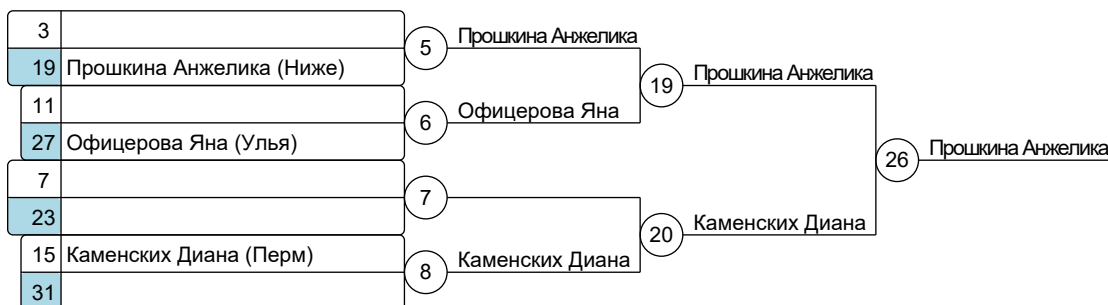 3
5
Прошкина Анжелика
19 Прошкина Анжелика (Ниже)
19
Прошкина Анжелика
11
6
Офицерова Яна
27 Офицерова Яна (Улья)
26
Прошкина Анжелика
7
7
23
20
Каменских Диана
15 Каменских Диана (Перм)
8
Каменских Диана
31